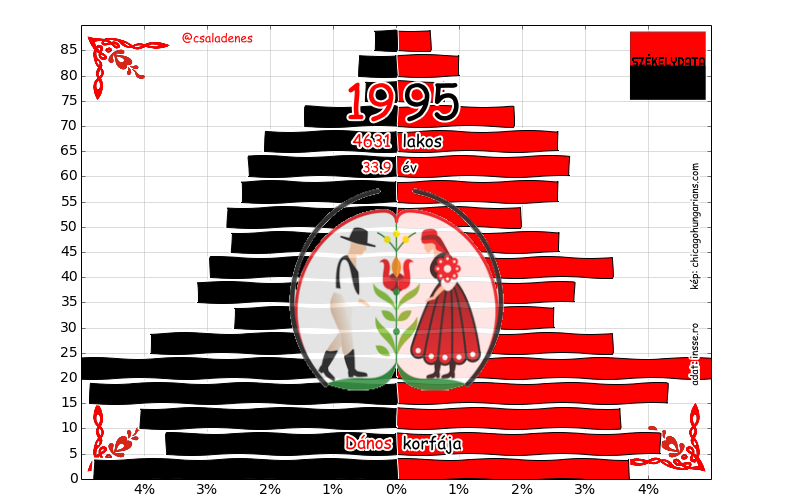 @csaladenes
SZÉKELYDATA
1995
4631 lakos
33.9 év
kép: chicagohungarians.com
adat: insse.ro
Dános korfája
85
80
75
70
65
60
55
50
45
40
35
30
25
20
15
10
5
0
4% 3% 2% 1% 0% 1% 2% 3% 4%